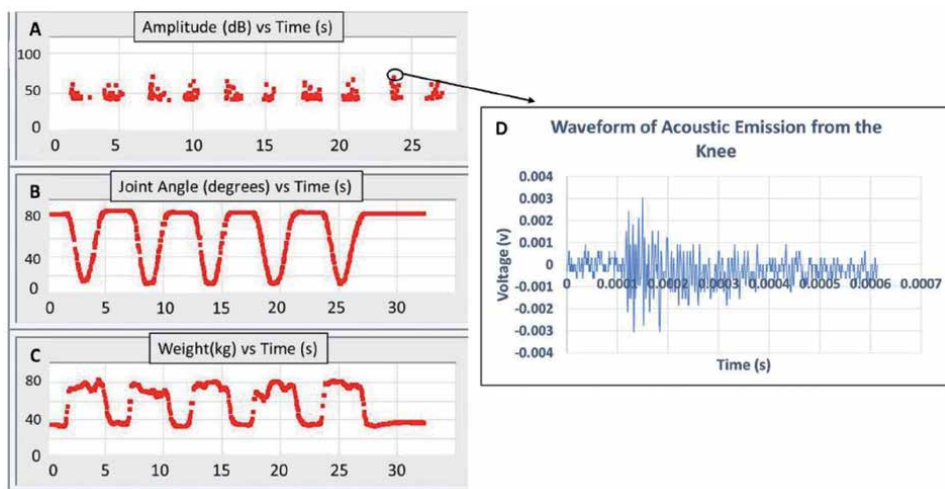 A
Amplitude (dB) vs Time (s)
100
50
0
0 5 10 15 20 25
B
Joint Angle (degrees) vs Time (s)
80
40
0
0 5 10 15 20 25 30
C
Weight(kg) vs Time (s)
80
40
0
0 5 10 15 20 25 30
D
Waveform of Acoustic Emission from the
Knee
Voltage (v)
0.004
0.003
0.002
0.001
0
-0.001
-0.002
-0.003
-0.004
0 0.0001 0.0002 0.0003 0.0004 0.0005 0.0006 0.0007
Time (s)